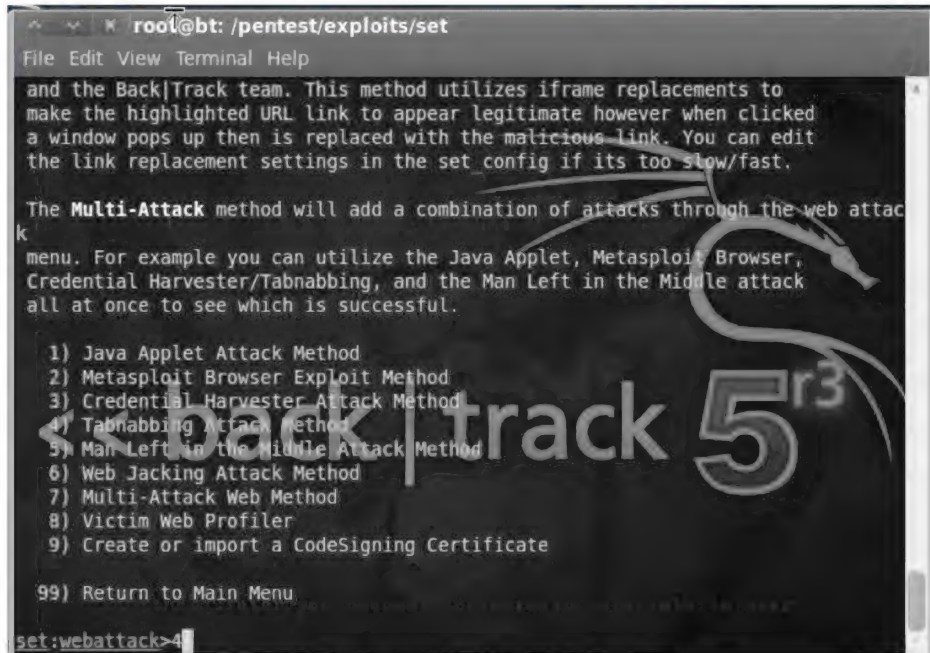 root@bt: /pentest/exploits/set
File Edit View Terminal Help
and the Back|Track team. This method utilizes iframe replacements to
make the highlighted URL link to appear legitimate however when clicked
a window pops up then is replaced with the malicious link. You can edit
the link replacement settings in the set_config if its too slow/fast.
The Multi-Attack method will add a combination of attacks through the web attac
k
menu. For example you can utilize the Java Applet, Metasploit Browser,
Credential Harvester/Tabnabbing, and the Man Left in the Middle attack
all at once to see which is successful.
1) Java Applet Attack Method
2) Metasploit Browser Exploit Method
3) Credential Harvester Attack Method
4) Tabnabbing Attack Method
5) Man Left in the Middle Attack Method
6) Web Jacking Attack Method
7) Multi-Attack Web Method
8) Victim Web Profiler
9) Create or import a CodeSigning Certificate
<< back | track 5 r3
99) Return to Main Menu
set:webattack>4